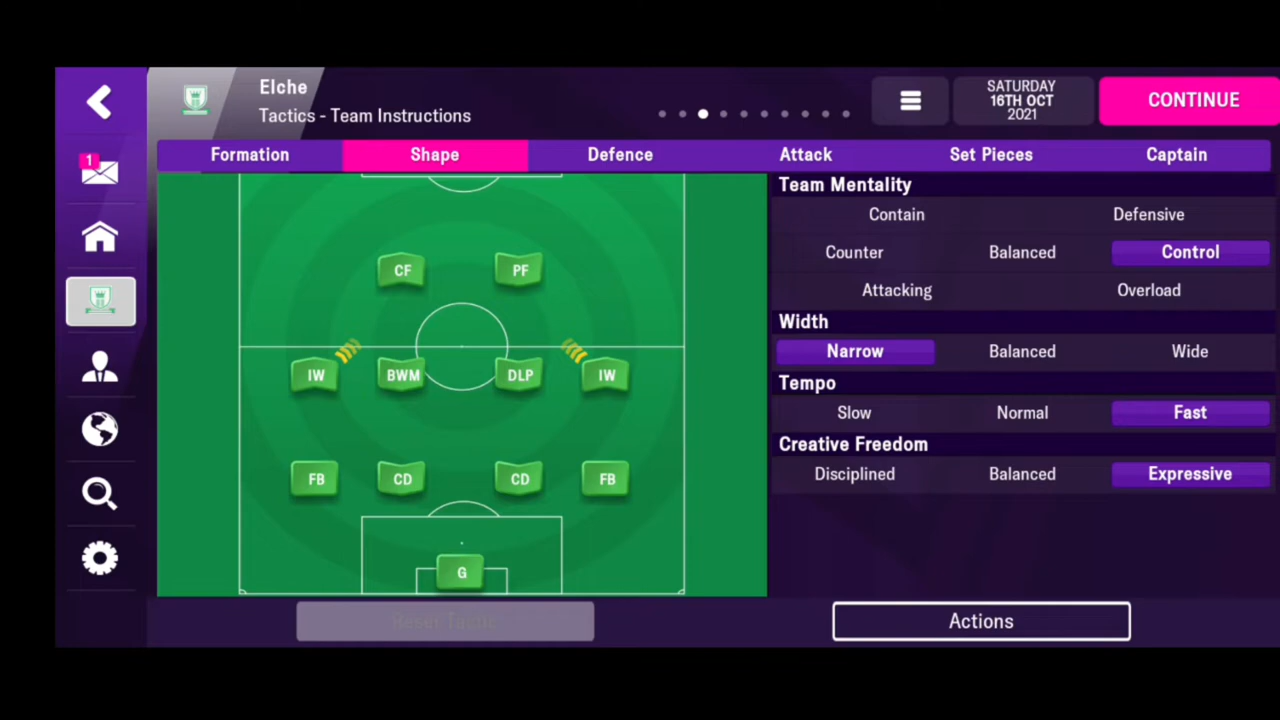 Elche
Tactics - Team Instructions
SATURDAY
16TH OCT
2021
CONTINUE
1
Formation Shape Defence Attack Set Pieces Captain
Team Mentality
Contain Defensive
Counter Balanced Control
Attacking Overload
Width
Narrow Balanced Wide
Tempo
Slow Normal Fast
Creative Freedom
Disciplined Balanced Expressive
CF PF
IW BWM DLP IW
FB CD CD FB
G
Reset Tactic
Actions